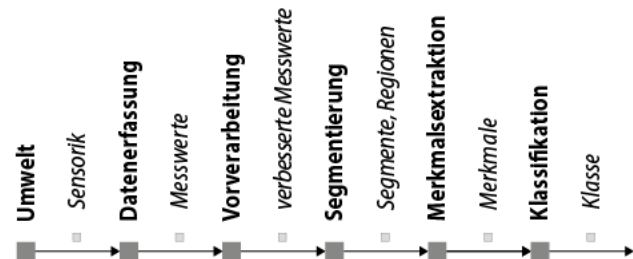 Umwelt
Sensorik
Datenerfassung
Messwerte
Vorverarbeitung
verbesserte Messwerte
Segmentierung
Segmente, Regionen
Merkmalsextraktion
Merkmale
Klassifikation
Klasse